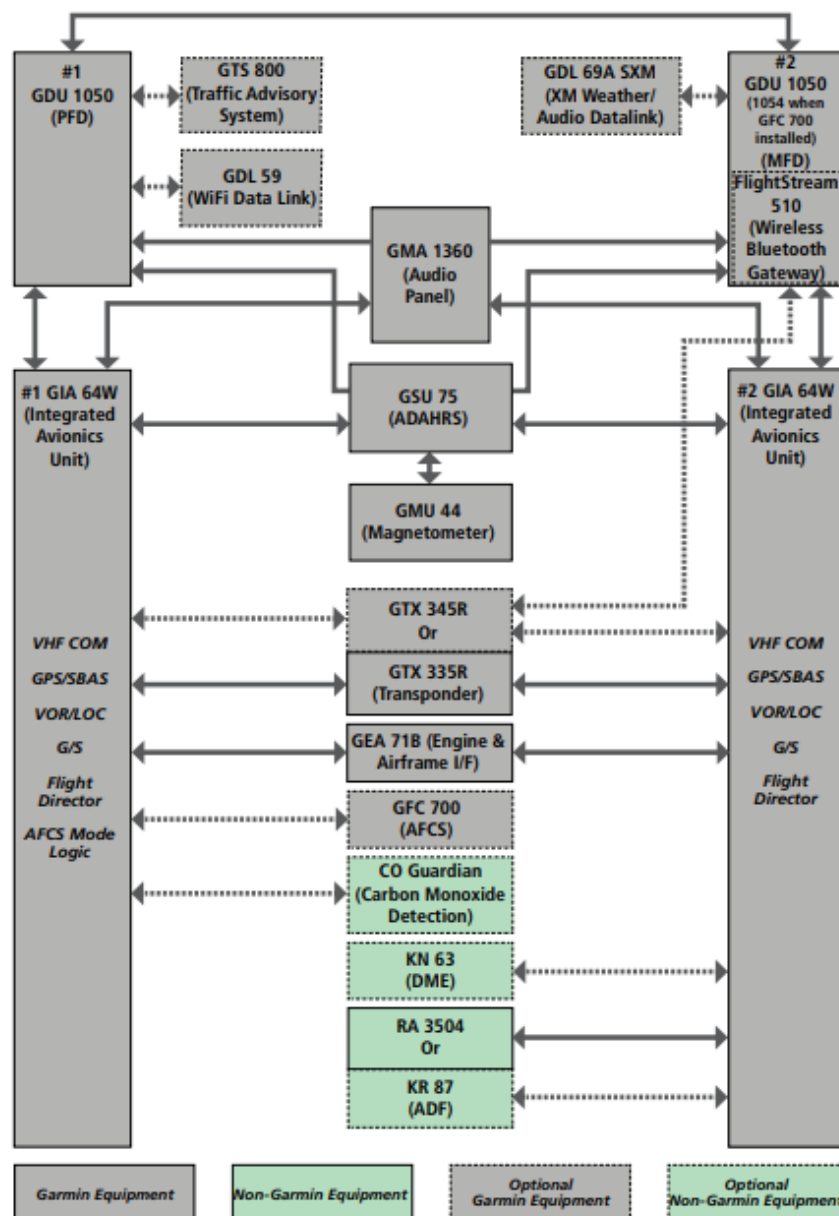 #1
GDU 1050
(PFD)
GTS 800
(Traffic Advisory
System)
GDL 59
(WiFi Data Link)
GDL 69A SXM
(XM Weather/
Audio Datalink)
#2
GDU 1050
(1054 when
GFC 700
installed)
(MFD)
FlightStream
510
(Wireless
Bluetooth
Gateway)
GMA 1360
(Audio
Panel)
#1 GIA 64W
(Integrated
Avionics
Unit)
GSU 75
(ADAHRS)
#2 GIA 64W
(Integrated
Avionics
Unit)
GMU 44
(Magnetometer)
VHF COM
GPS/SBAS
VOR/LOC
G/S
Flight
Director
AFCS Mode
Logic
GTX 345R
Or
GTX 335R
(Transponder)
GEA 71B (Engine &
Airframe I/F)
GFC 700
(AFCS)
CO Guardian
(Carbon Monoxide
Detection)
KN 63
(DME)
RA 3504
Or
KR 87
(ADF)
VHF COM
GPS/SBAS
VOR/LOC
G/S
Flight
Director
Garmin Equipment
Non-Garmin Equipment
Optional
Garmin Equipment
Optional
Non-Garmin Equipment